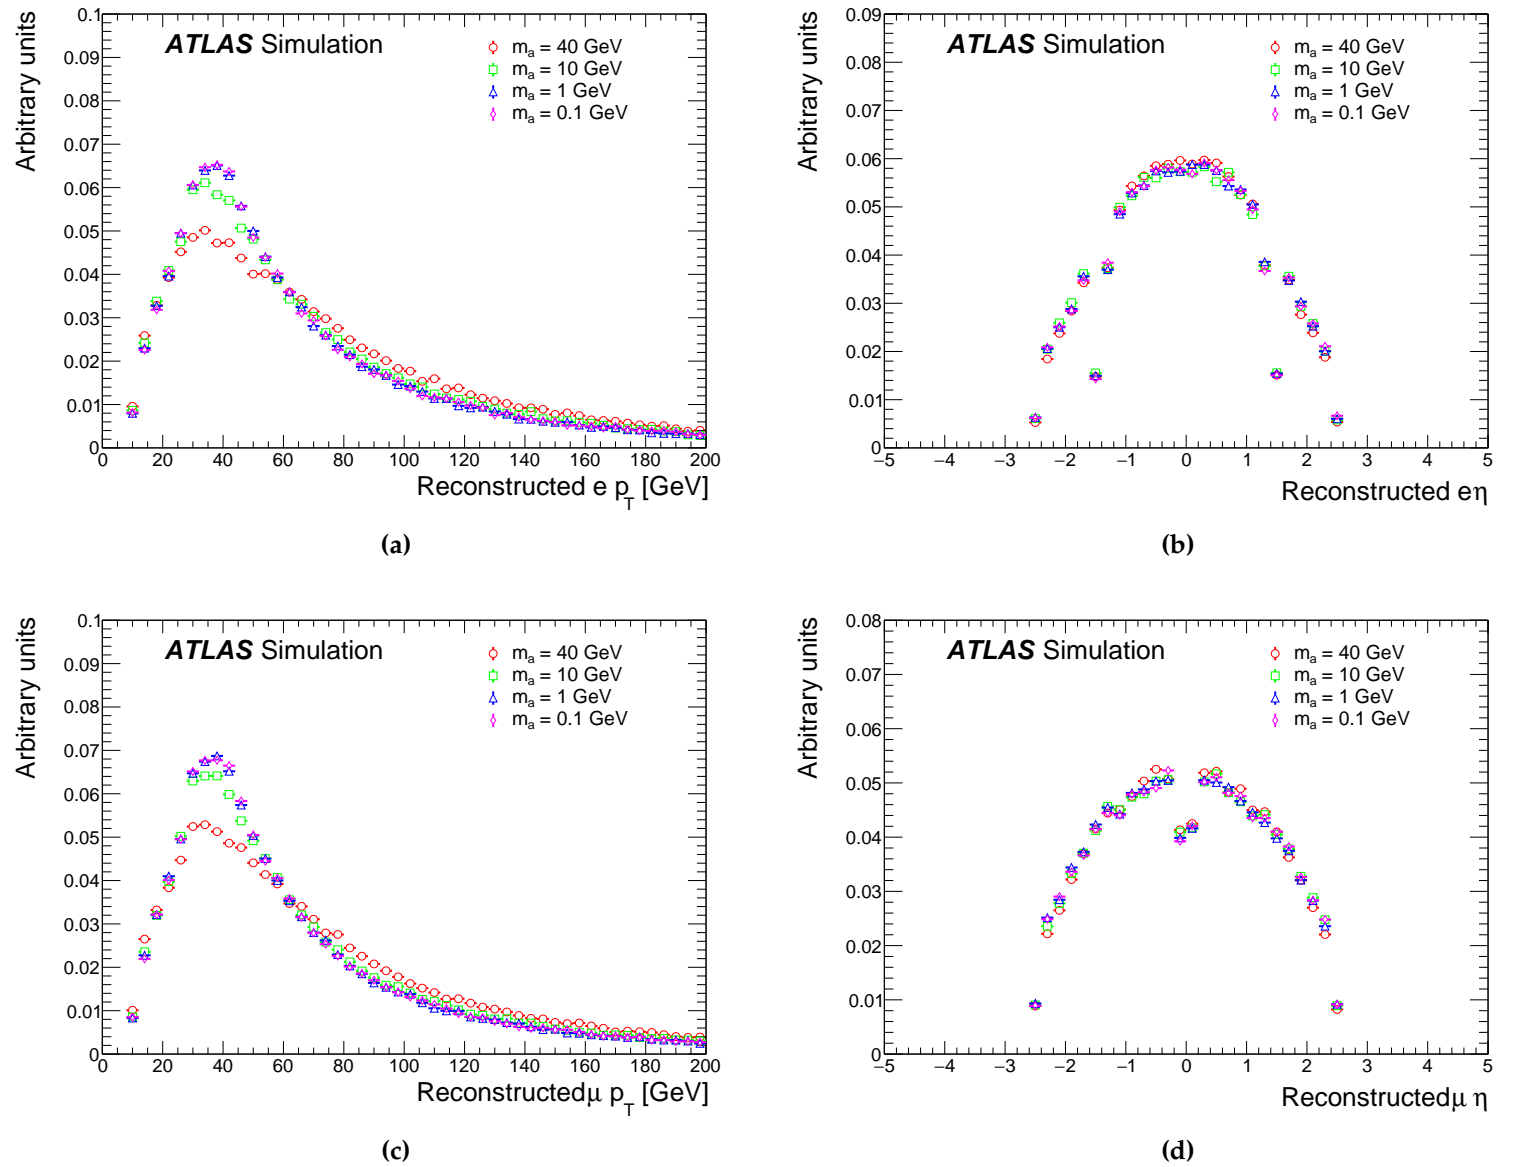 Arbitrary units
ATLAS Simulation
m_a = 40 GeV
m_a = 10 GeV
m_a = 1 GeV
m_a = 0.1 GeV
0.1
0.09
0.08
0.07
0.06
0.05
0.04
0.03
0.02
0.01
0
0 20 40 60 80 100 120 140 160 180 200
Reconstructed e p_T [GeV]
(a)
Arbitrary units
ATLAS Simulation
m_a = 40 GeV
m_a = 10 GeV
m_a = 1 GeV
m_a = 0.1 GeV
0.09
0.08
0.07
0.06
0.05
0.04
0.03
0.02
0.01
0
−5 −4 −3 −2 −1 0 1 2 3 4 5
Reconstructed eη
(b)
Arbitrary units
ATLAS Simulation
m_a = 40 GeV
m_a = 10 GeV
m_a = 1 GeV
m_a = 0.1 GeV
0.1
0.09
0.08
0.07
0.06
0.05
0.04
0.03
0.02
0.01
0
0 20 40 60 80 100 120 140 160 180 200
Reconstructedμ p_T [GeV]
(c)
Arbitrary units
ATLAS Simulation
m_a = 40 GeV
m_a = 10 GeV
m_a = 1 GeV
m_a = 0.1 GeV
0.08
0.07
0.06
0.05
0.04
0.03
0.02
0.01
0
−5 −4 −3 −2 −1 0 1 2 3 4 5
Reconstructedμ η
(d)